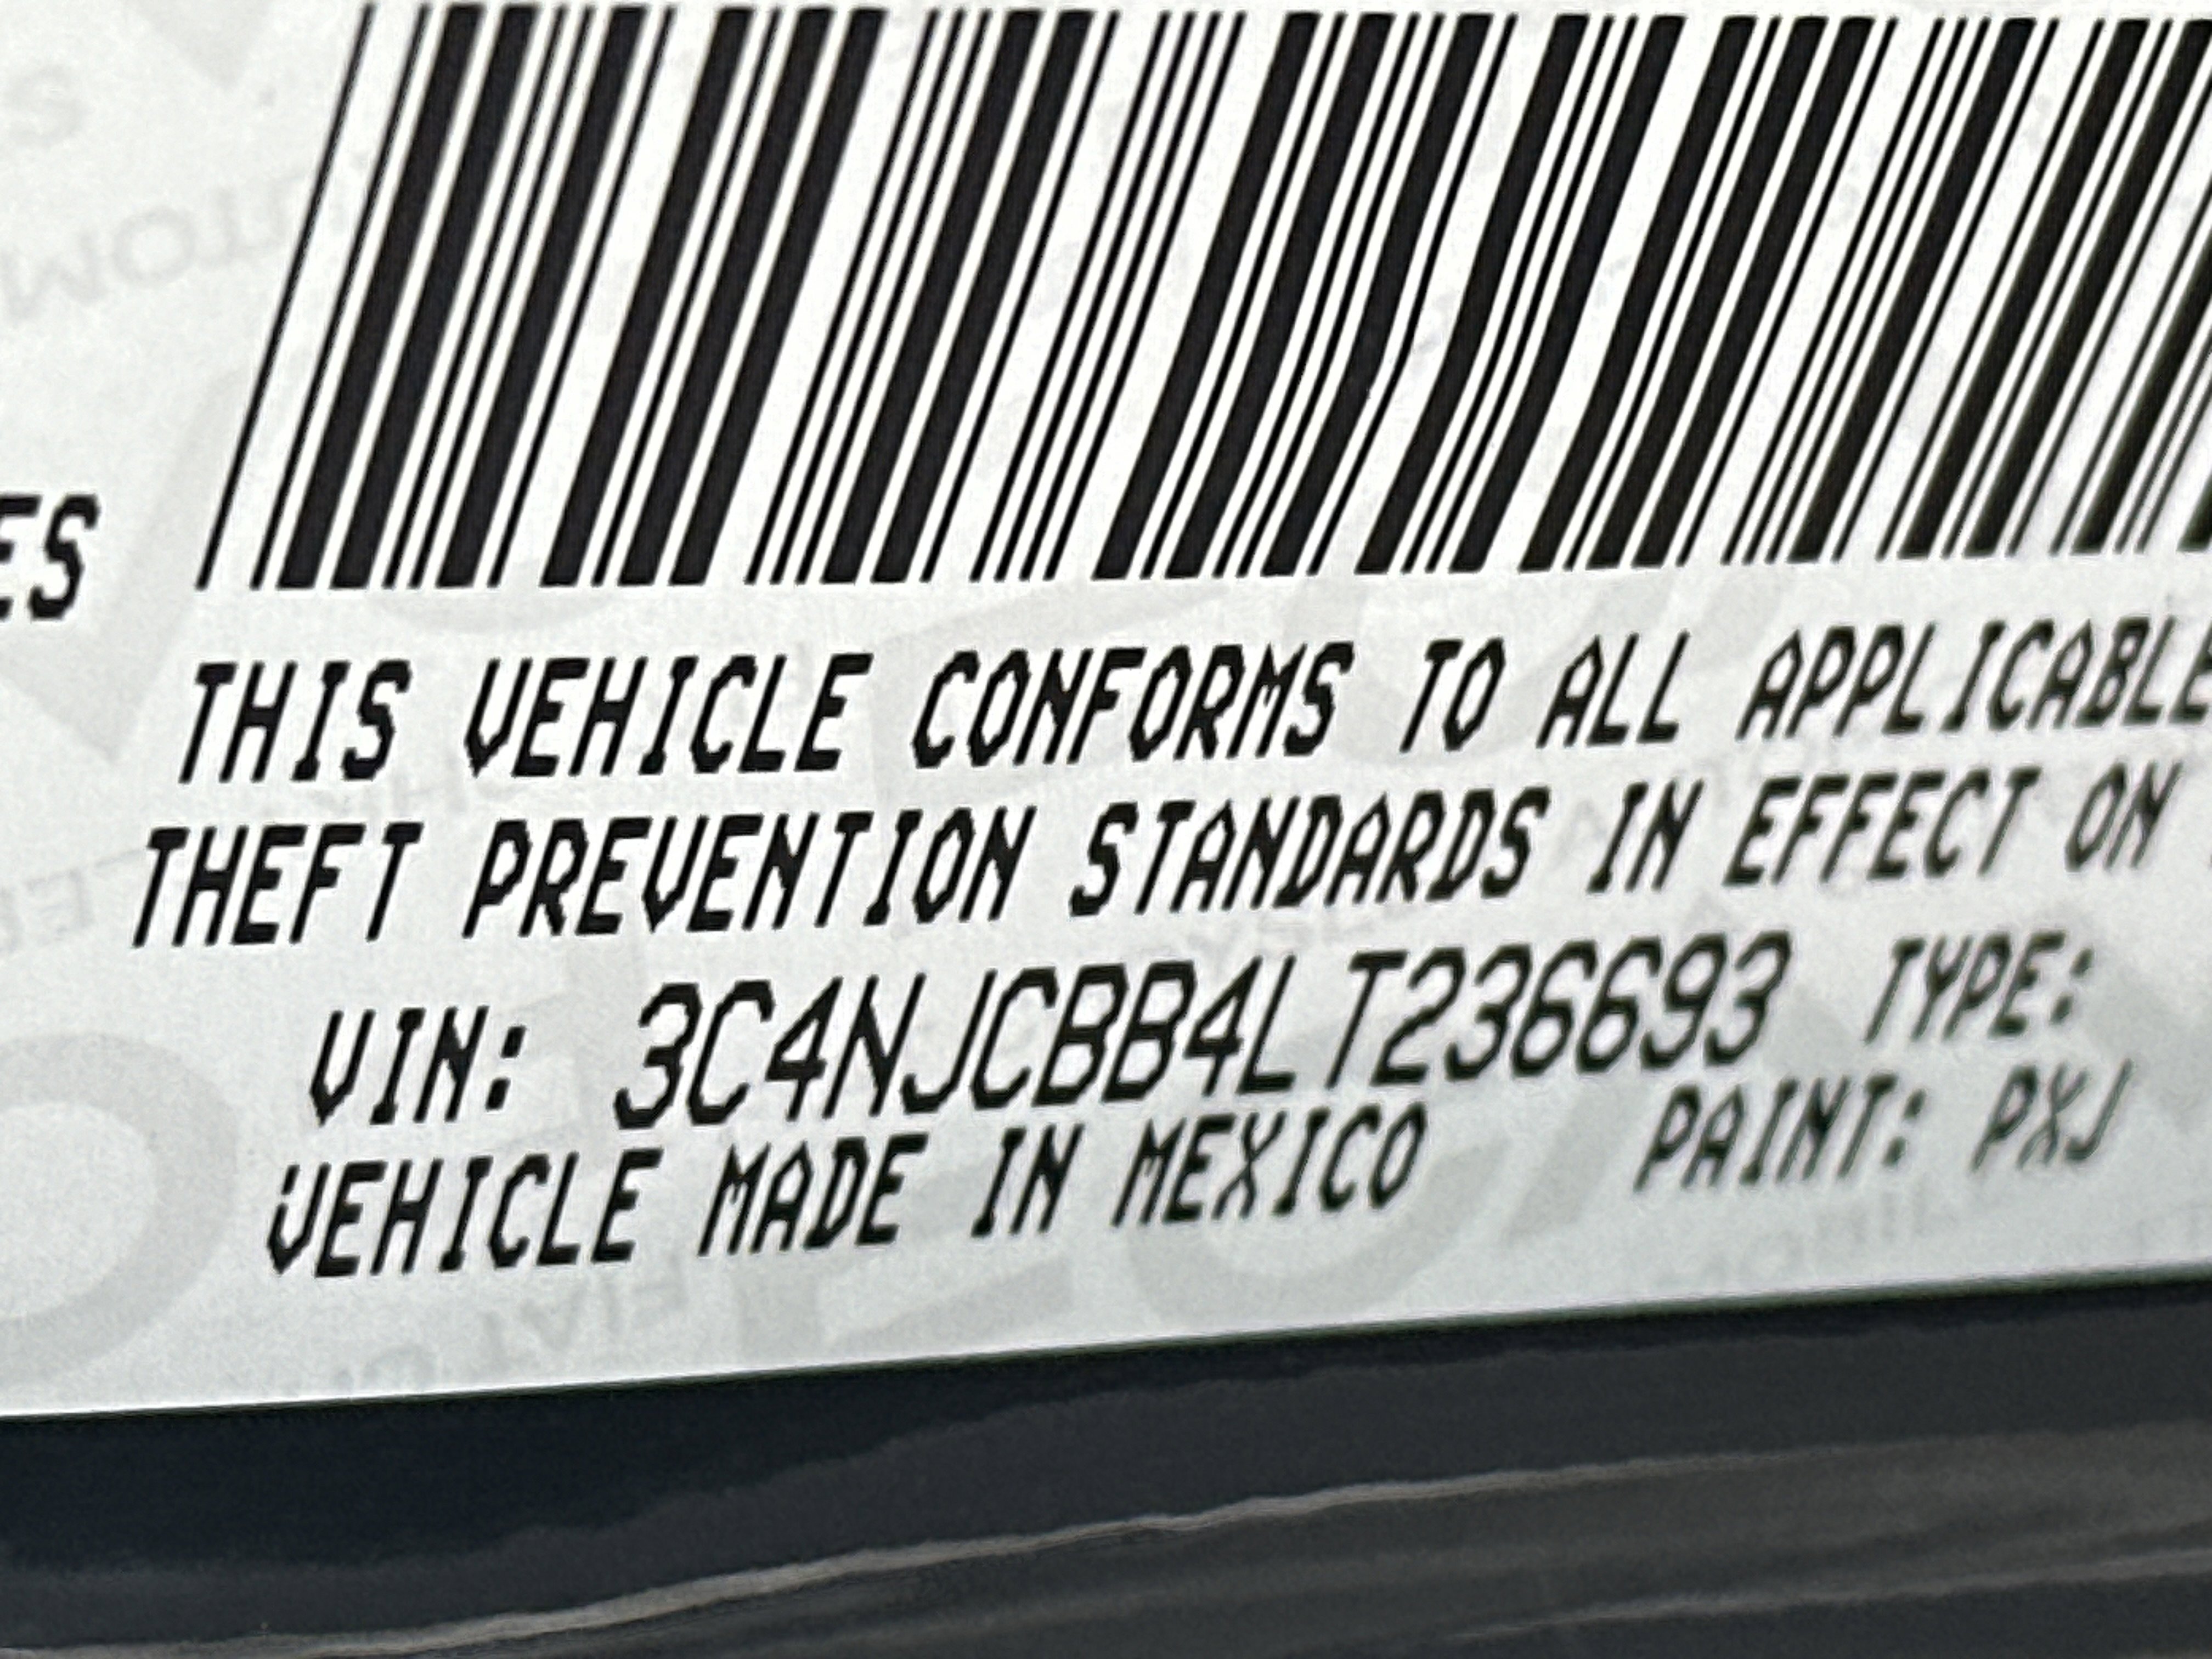 ES
THIS VEHICLE CONFORMS TO ALL APPLICABLE
THEFT PREVENTION STANDARDS IN EFFECT ON
VIN: 3C4NJCBB4LT236693 TYPE:
VEHICLE MADE IN MEXICO PAINT: PXJ